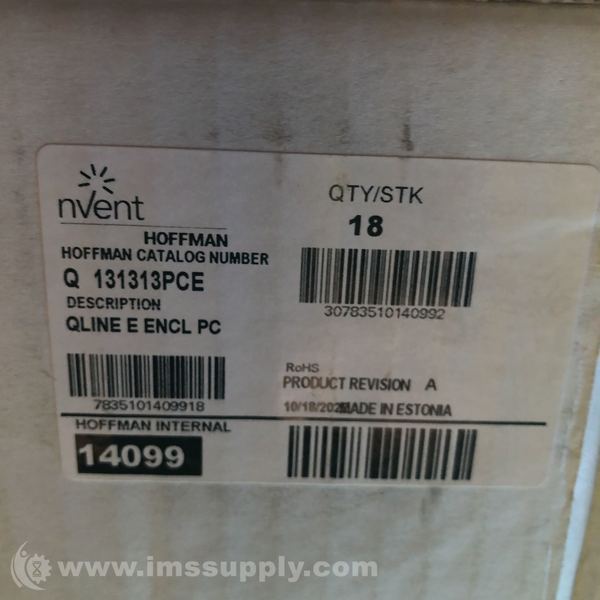 nVent
HOFFMAN
HOFFMAN CATALOG NUMBER
Q 131313PCE
DESCRIPTION
QLINE E ENCL PC
7835101409918
HOFFMAN INTERNAL
14099
QTY/STK
18
30783510140992
RoHS
PRODUCT REVISION A
MADE IN ESTONIA
www.imssupply.com